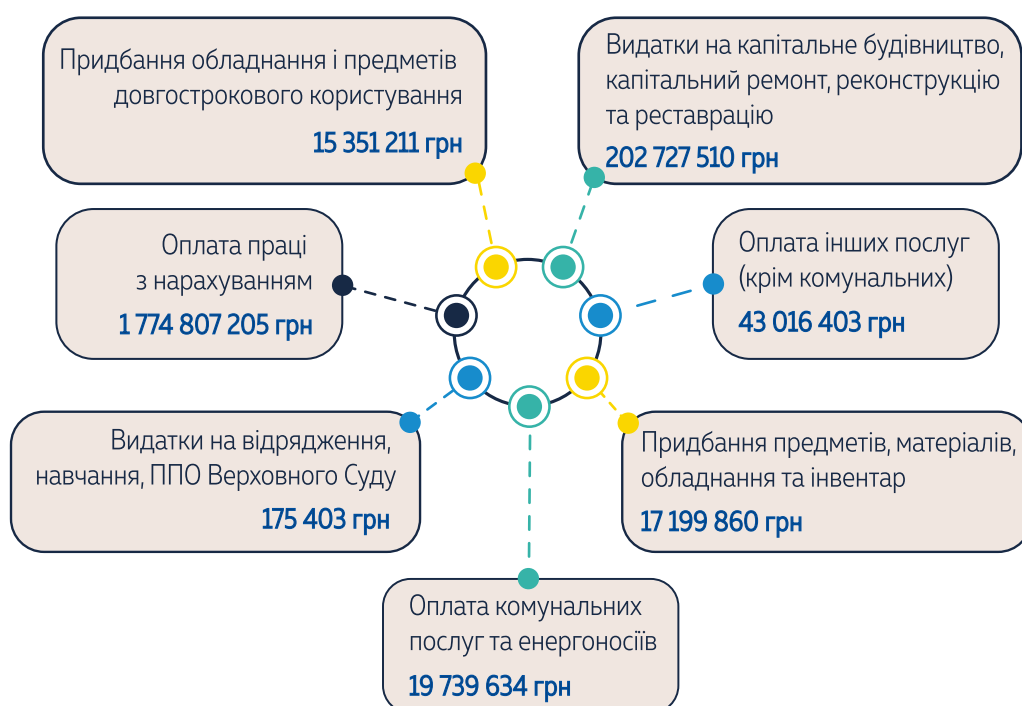 Придбання обладнання і предметів
довгострокового користування
15 351 211 грн
Видатки на капітальне будівництво,
капітальний ремонт, реконструкцію
та реставрацію
202 727 510 грн
Оплата праці
з нарахуванням
1 774 807 205 грн
Оплата інших послуг
(крім комунальних)
43 016 403 грн
Видатки на відрядження,
навчання, ППО Верховного Суду
175 403 грн
Придбання предметів, матеріалів,
обладнання та інвентар
17 199 860 грн
Оплата комунальних
послуг та енергоносіїв
19 739 634 грн